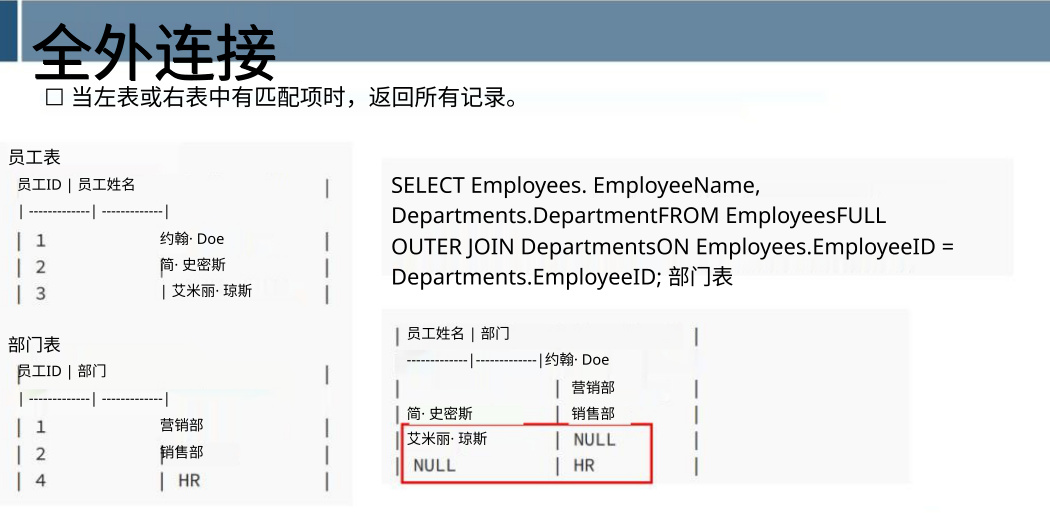 全外连接
□ 当左表或右表中有匹配项时，返回所有记录。
员工表
员工ID | 员工姓名 |
| -------------| -------------|
| 1 约翰· Doe |
| 2 简· 史密斯 |
| 3 | 艾米丽· 琼斯 |
部门表
员工ID | 部门 |
| -------------| -------------|
| 1 营销部 |
| 2 销售部 |
| 4 | HR |
SELECT Employees. EmployeeName,
Departments.DepartmentFROM EmployeesFULL
OUTER JOIN DepartmentsON Employees.EmployeeID =
Departments.EmployeeID; 部门表
| 员工姓名 | 部门 |
-------------|-------------|约翰· Doe
| | 营销部 |
简· 史密斯 | 销售部 |
| 艾米丽· 琼斯 | NULL |
| NULL | HR |